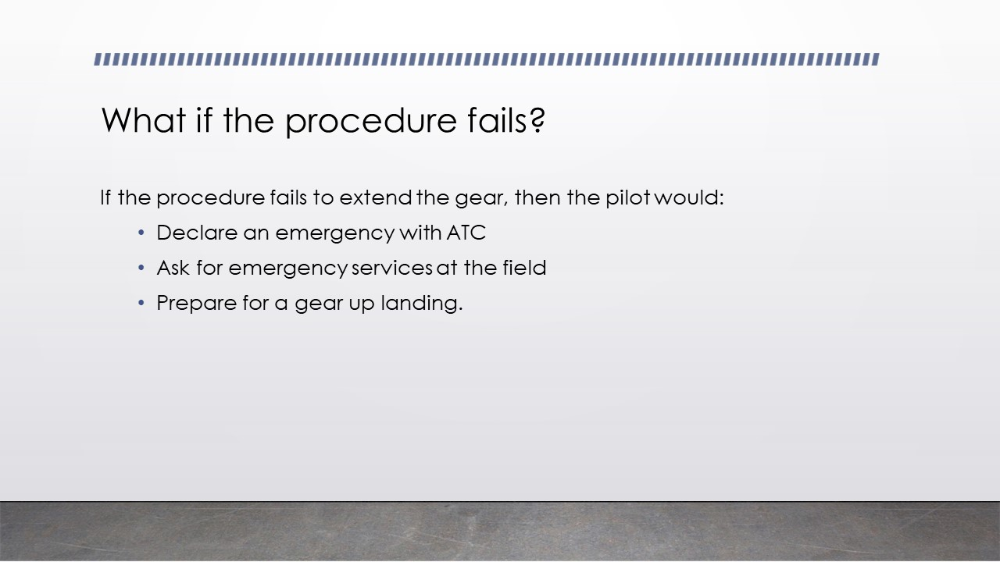 What if the procedure fails?
If the procedure fails to extend the gear, then the pilot would:
• Declare an emergency with ATC
• Ask for emergency services at the field
• Prepare for a gear up landing.